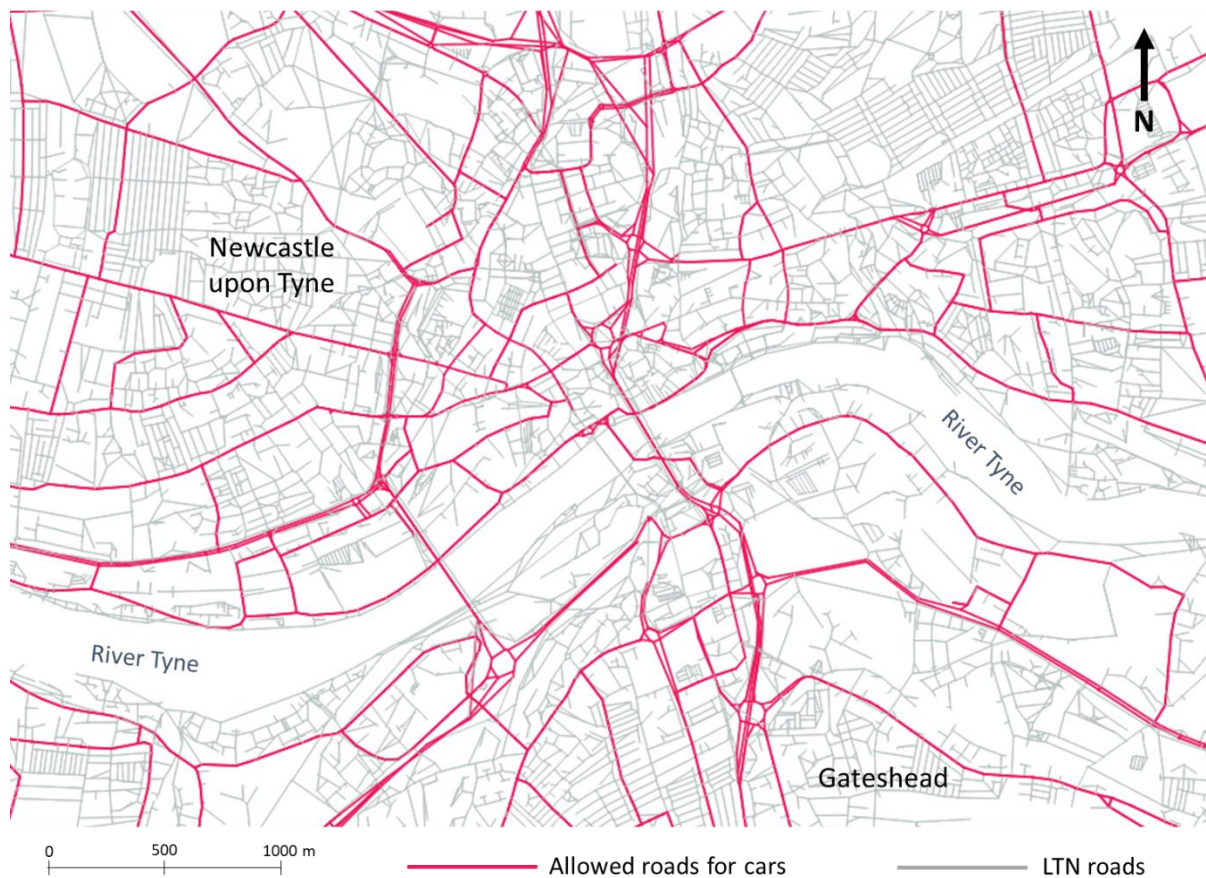 N
Newcastle
upon Tyne
River Tyne
River Tyne
Gateshead
0 500 1000 m
Allowed roads for cars
LTN roads